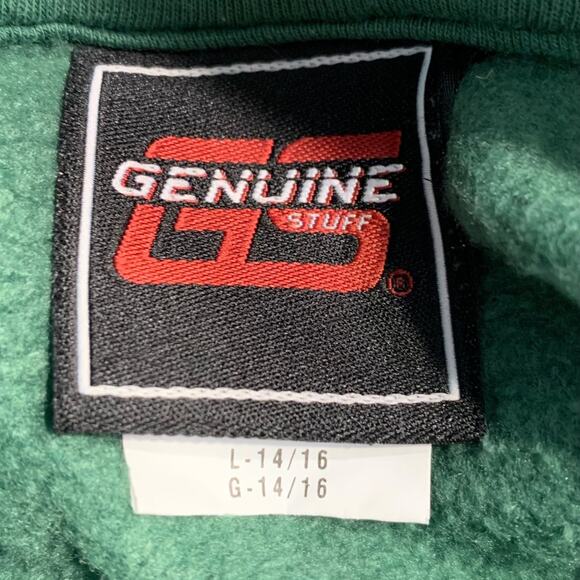 GS
GENUINE
STUFF
®
L-14/16
G-14/16